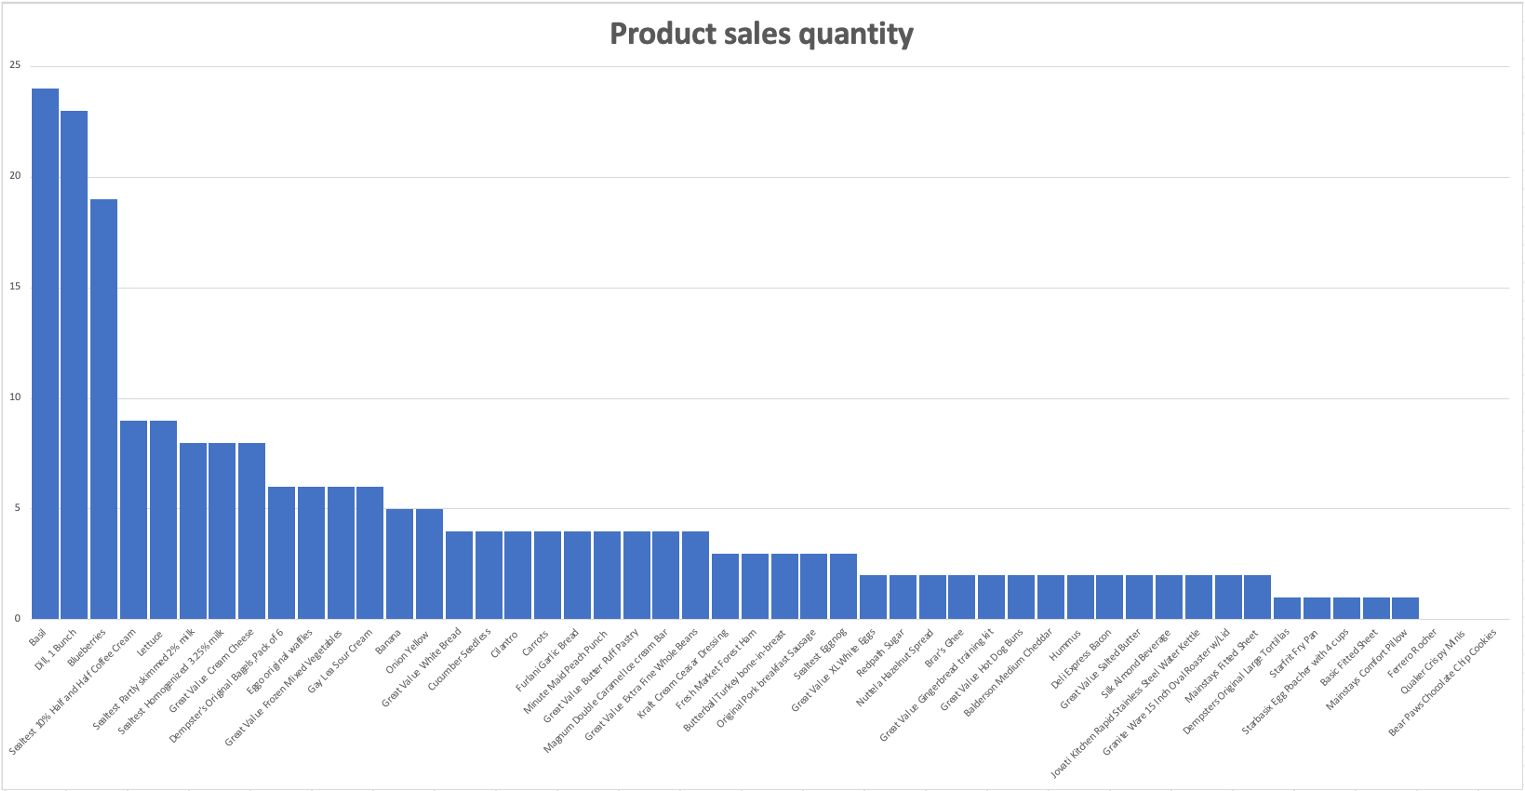 Product sales quantity
25
20
15
10
5
0
Basil
Dill, 1 Bunch
Blueberries
Sealtest 10% Half and Half Coffee Cream
Lettuce
Sealtest Partly skimmed 2% milk
Sealtest Homogenized 3.25% milk
Great Value Cream Cheese
Dempster's Original Bagels, Pack of 6
Eggo original waffles
Great Value Frozen Mixed Vegetables
Gay Lea Sour Cream
Banana
Onion Yellow
Great Value White Bread
Cucumber Seedless
Cilantro
Carrots
Furlani Garlic Bread
Minute Maid Peach Punch
Great Value Butter Puff Pastry
Magnum Double Caramel Ice cream Bar
Great Value Extra Fine Whole Beans
Kraft Cream Ceacar Dressing
Fresh Market Forest Ham
Butterball Turkey bone-in-breast
Original Pork breakfast Sausage
Sealtest Eggnog
Great Value XL White Eggs
Redpath Sugar
Nuttela Hazelnut Spread
Brar's Ghee
Great Value Gingerbread training kit
Great Value Hot Dog Buns
Balderson Medium Cheddar
Hummus
Deli Express Bacon
Great Value Salted Butter
Silk Almond Beverage
Jovati Kitchen Rapid Stainless Steel Water Kettle
Granite Ware 15 Inch Oval Roaster w/Lid
Mainstays Fitted Sheet
Dempsters Original Large Tortillas
Starfrit Fry Pan
Starbasix Egg Poacher with 4 cups
Basic Fitted Sheet
Mainstays Comfort Pillow
Ferrero Rocher
Quaker Crispy Minis
Bear Paws Chocolate Chip Cookies